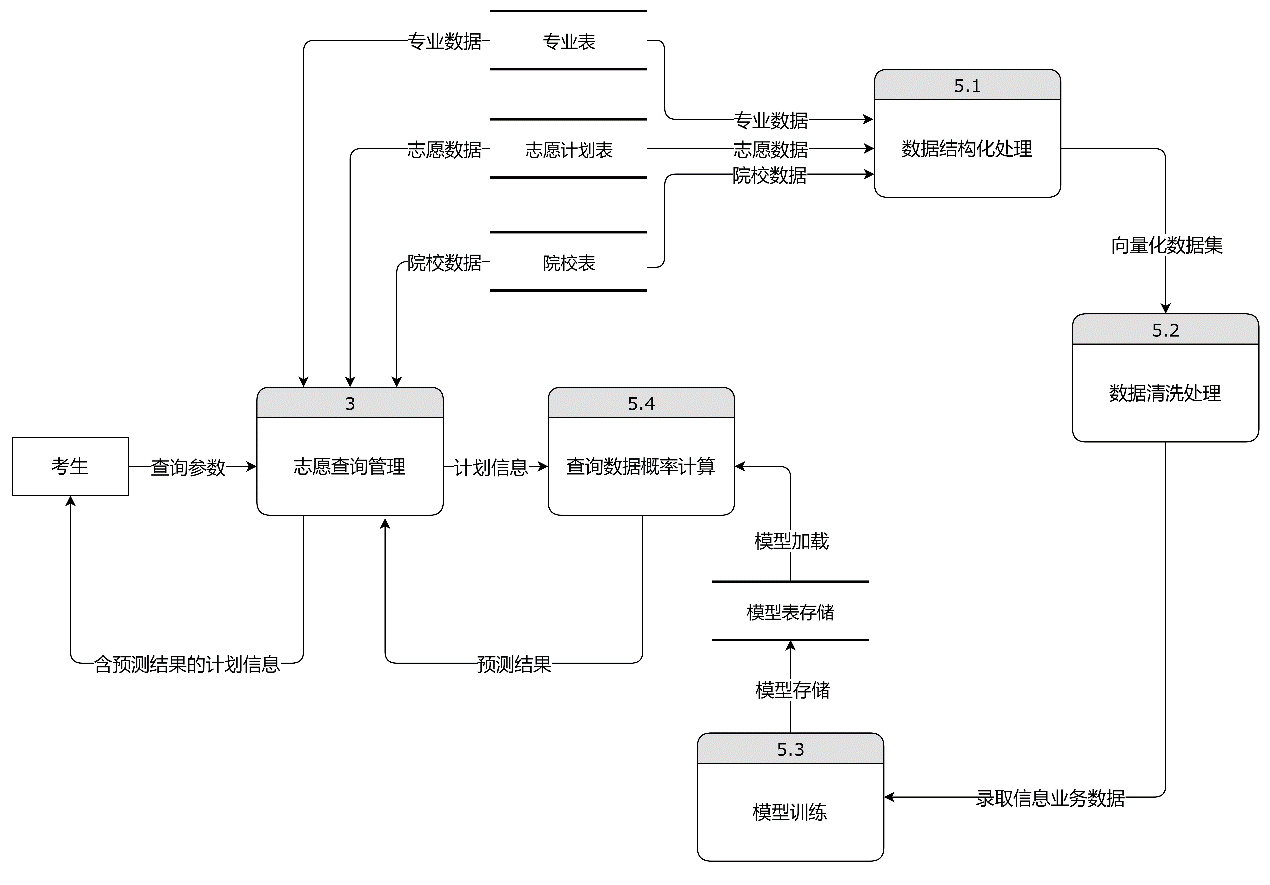 专业数据
专业表
5.1
专业数据
志愿数据
志愿计划表
志愿数据
数据结构化处理
院校数据
院校数据
院校表
向量化数据集
5.2
数据清洗处理
3
5.4
考生
查询参数
志愿查询管理
计划信息
查询数据概率计算
模型加载
模型表存储
含预测结果的计划信息
预测结果
模型存储
5.3
模型训练
录取信息业务数据